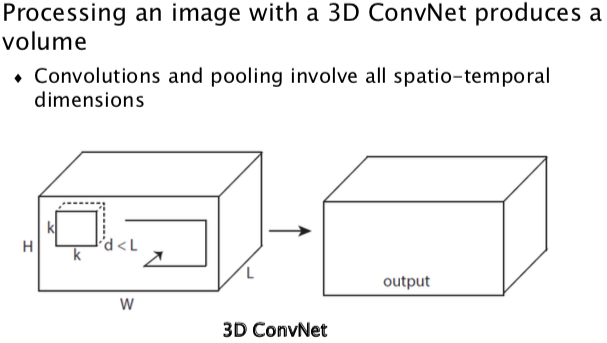 Processing an image with a 3D ConvNet produces a
volume
♦ Convolutions and pooling involve all spatio-temporal
dimensions
k
H
k
d < L
L
W
output
3D ConvNet